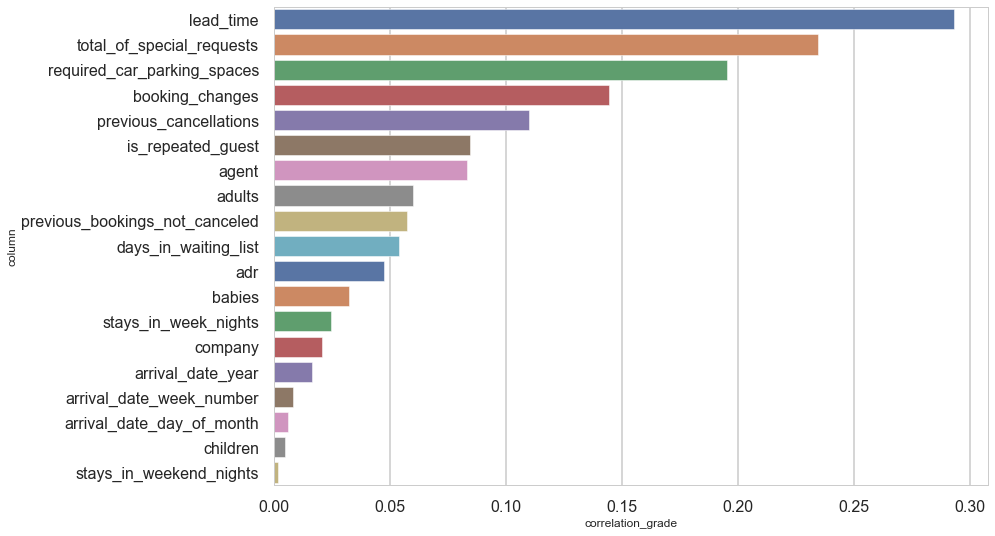 lead_time
total_of_special_requests
required_car_parking_spaces
booking_changes
previous_cancellations
is_repeated_guest
agent
adults
previous_bookings_not_canceled
days_in_waiting_list
adr
babies
stays_in_week_nights
company
arrival_date_year
arrival_date_week_number
arrival_date_day_of_month
children
stays_in_weekend_nights
column
0.00 0.05 0.10 0.15 0.20 0.25 0.30
correlation_grade